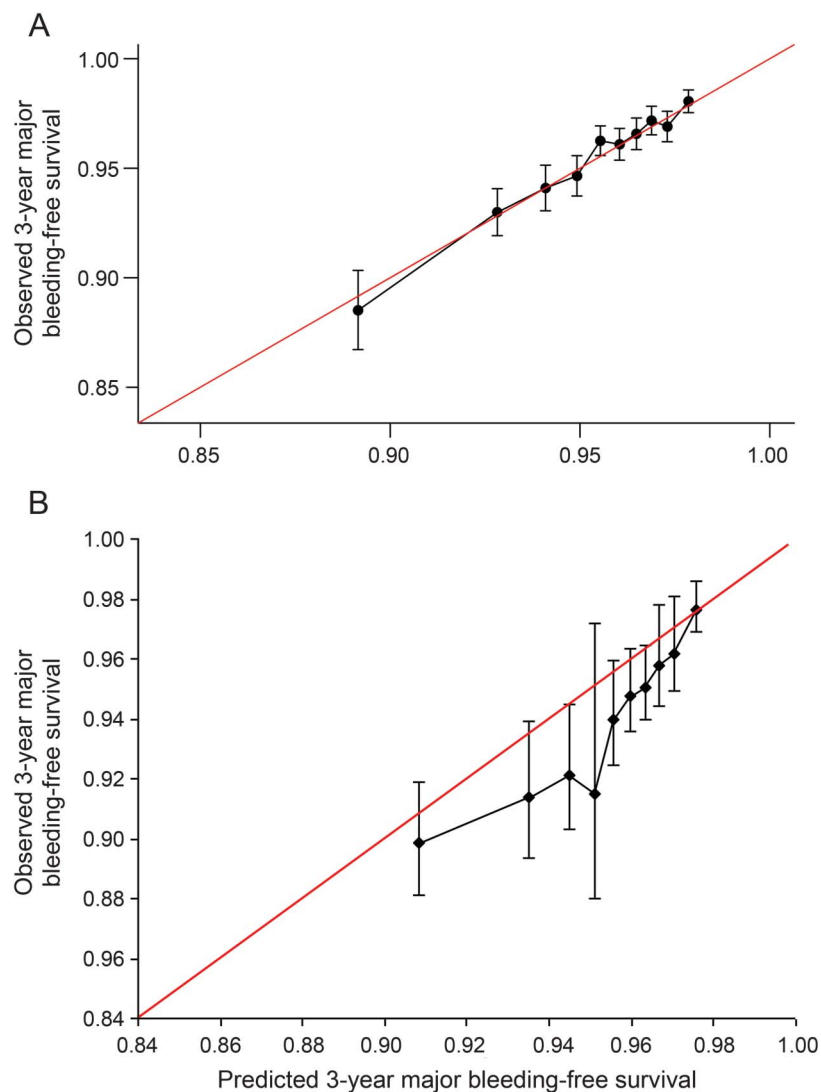 A
Observed 3-year major
bleeding-free survival
1.00
0.95
0.90
0.85
0.85 0.90 0.95 1.00
B
Observed 3-year major
bleeding-free survival
1.00
0.98
0.96
0.94
0.92
0.90
0.88
0.96
0.84
0.84 0.86 0.88 0.90 0.92 0.94 0.96 0.98 1.00
Predicted 3-year major bleeding-free survival